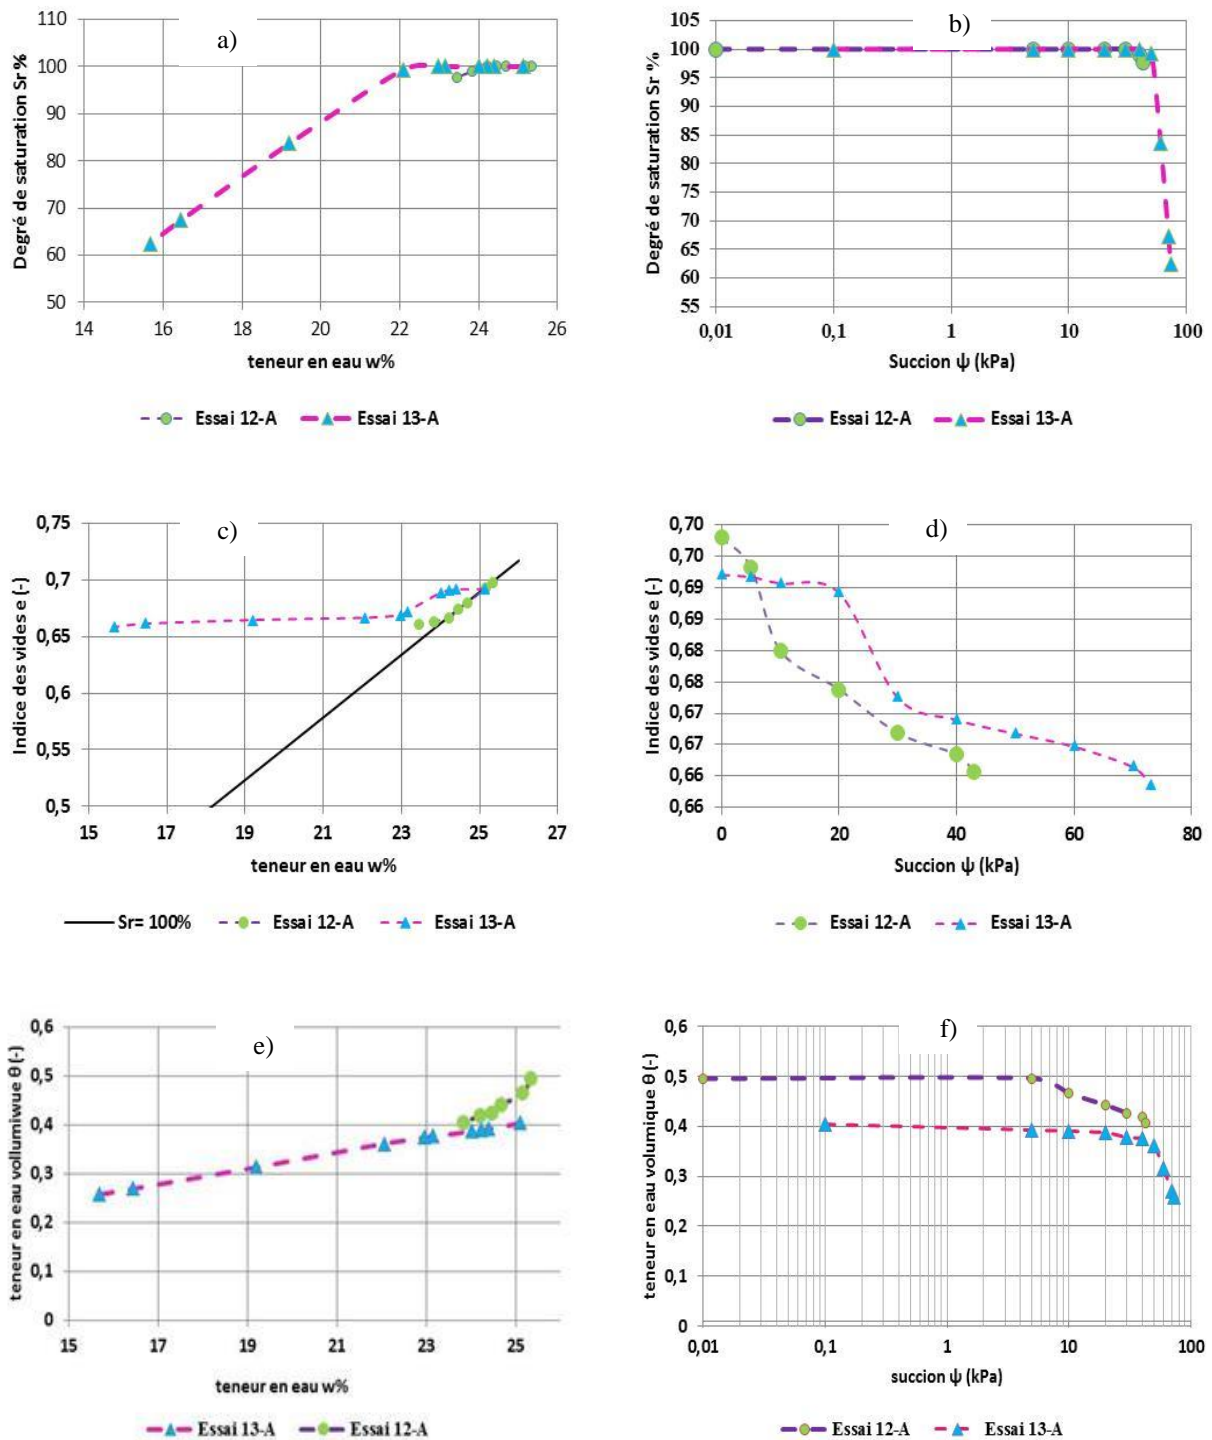 a)
110
100
90
80
70
60
50
Degré de saturation Sr %
14 16 18 20 22 24 26
teneur en eau w%
Essai 12-A Essai 13-A
b)
105
100
95
90
85
80
75
70
65
60
55
Degré de saturation Sr %
0,01 0,1 1 10 100
Succion ψ (kPa)
Essai 12-A Essai 13-A
c)
0,75
0,7
0,65
0,6
0,55
0,5
Indice des vides e (-)
15 17 19 21 23 25 27
teneur en eau w%
Sr= 100% Essai 12-A Essai 13-A
d)
0,70
0,70
0,69
0,69
0,68
0,68
0,67
0,67
0,66
0,66
Indice des vides e (-)
0 20 40 60 80
Succion ψ (kPa)
Essai 12-A Essai 13-A
e)
0,6
0,5
0,4
0,3
0,2
0,1
0
teneur en eau vollumiwue θ (-)
15 17 19 21 23 25
teneur en eau w%
Essai 13-A Essai 12-A
f)
0,6
0,5
0,4
0,3
0,2
0,1
0
teneur en eau volumique θ (-)
0,01 0,1 1 10 100
succion ψ (kPa)
Essai 12-A Essai 13-A